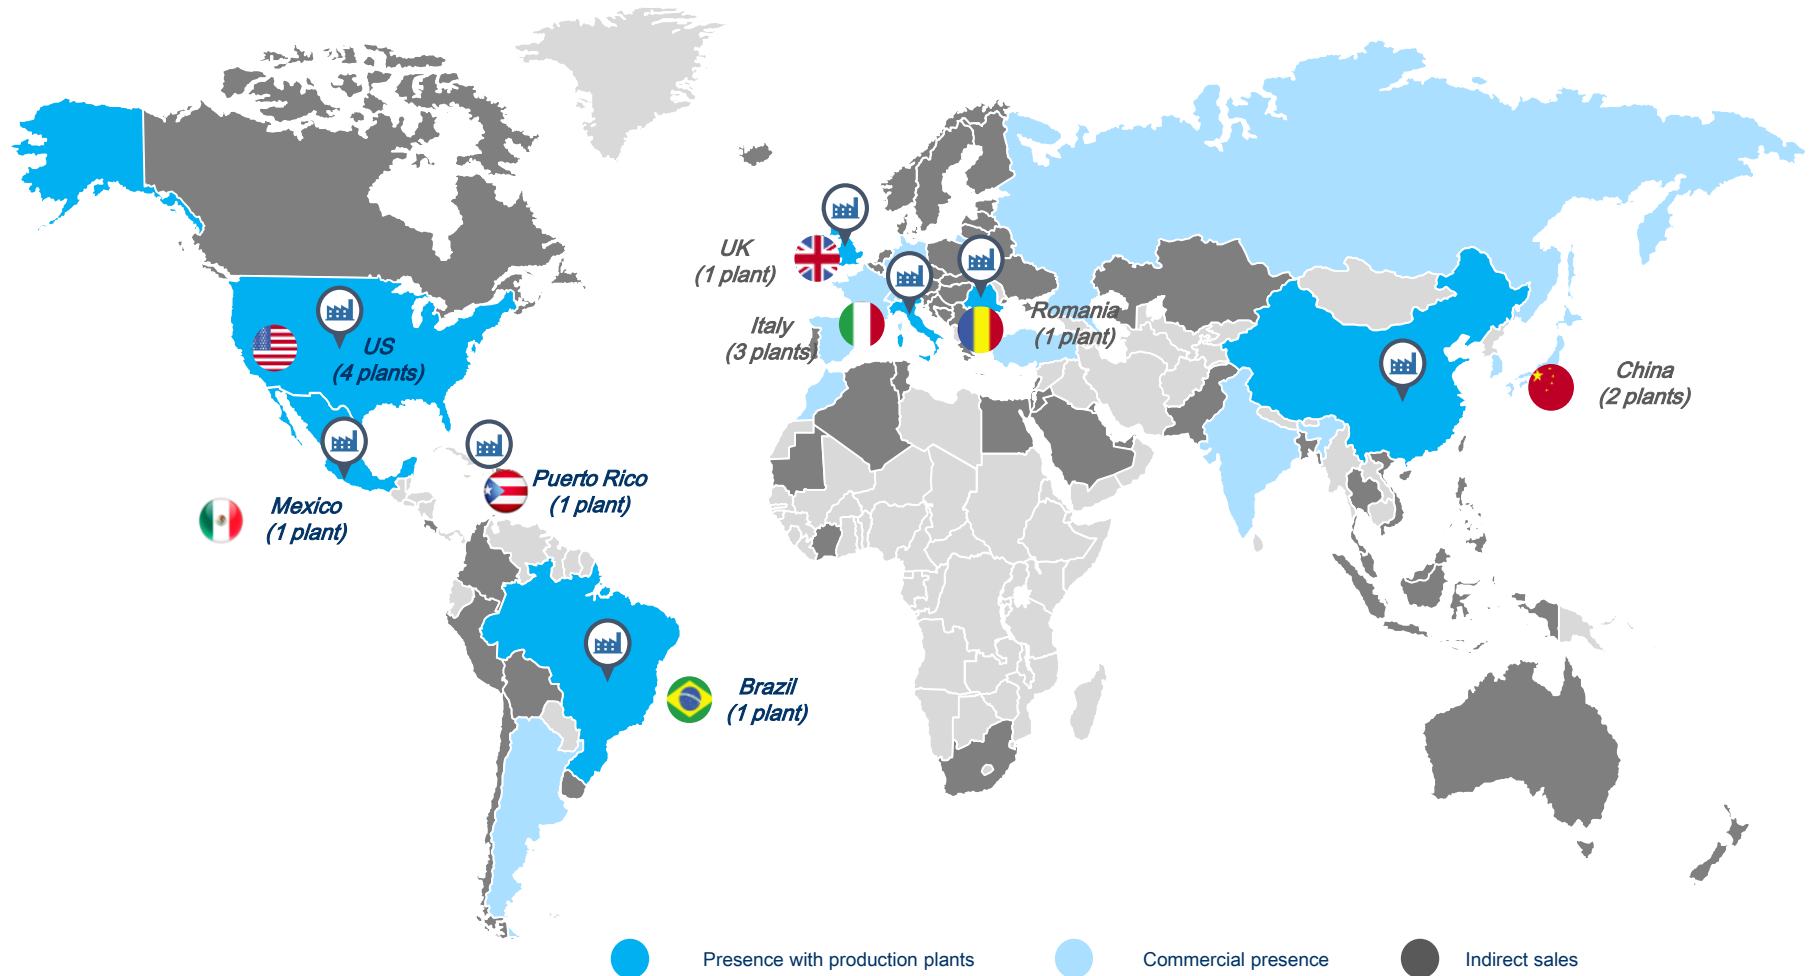 UK
(1 plant)
Italy
(3 plants)
Romania
(1 plant)
US
(4 plants)
China
(2 plants)
Puerto Rico
(1 plant)
Mexico
(1 plant)
Brazil
(1 plant)
Presence with production plants
Commercial presence
Indirect sales